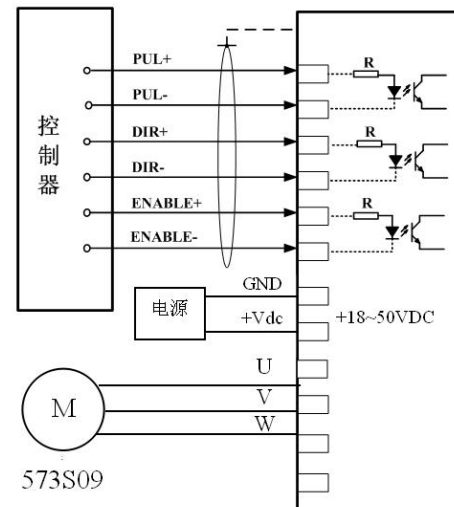 PUL+
R
PUL-
控制器
DIR+
R
DIR-
ENABLE+
R
ENABLE-
GND
电源
+Vdc
+18~50VDC
U
V
M
W
573S09